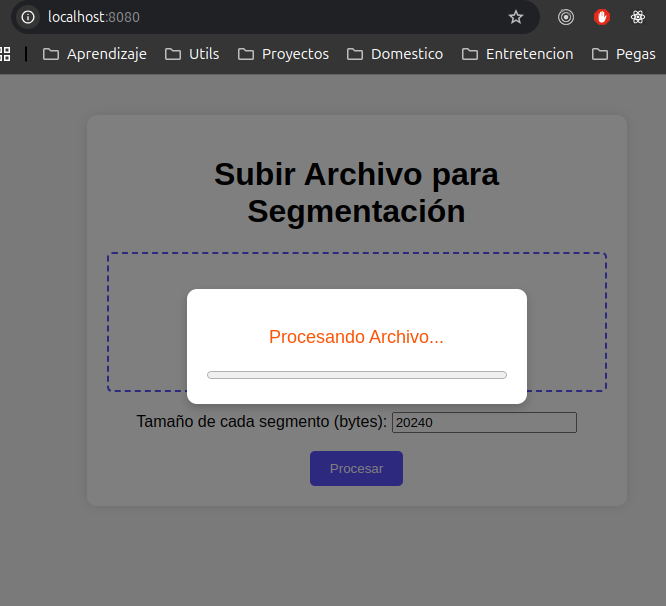 localhost:8080
Aprendizaje Utils Proyectos Domestico Entretencion Pegas
Subir Archivo para
Segmentación
Procesando Archivo...
Tamaño de cada segmento (bytes): 20240
Procesar